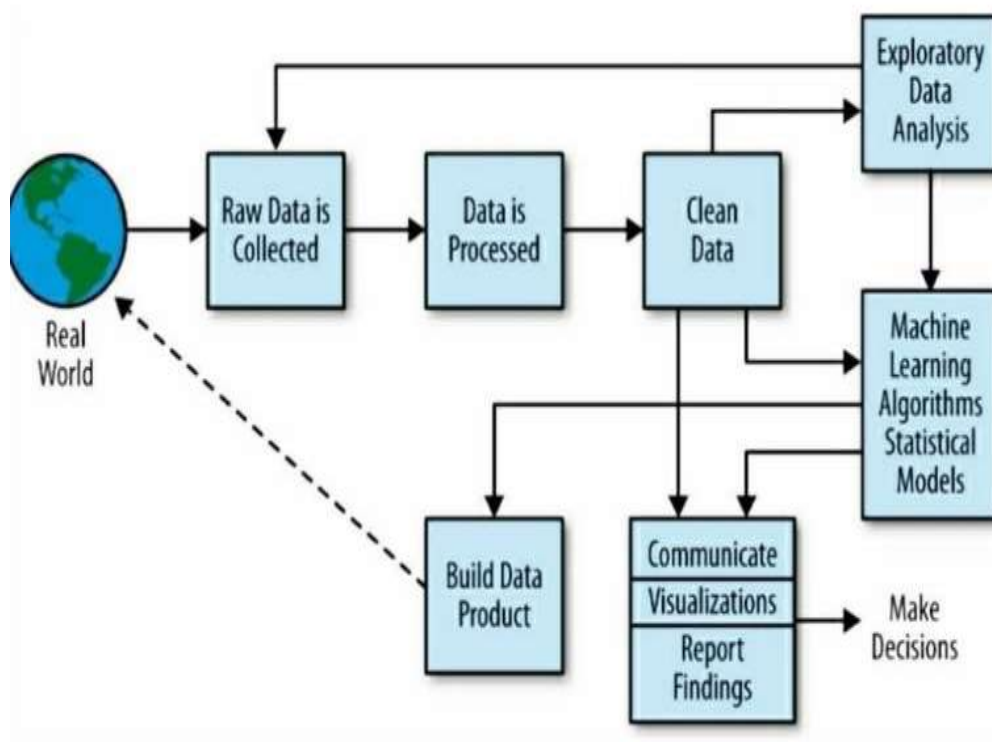 Exploratory
Data
Analysis
Raw Data is
Collected
Data is
Processed
Clean
Data
Real
World
Machine
Learning
Algorithms
Statistical
Models
Build Data
Product
Communicate
Visualizations
Report
Findings
Make
Decisions